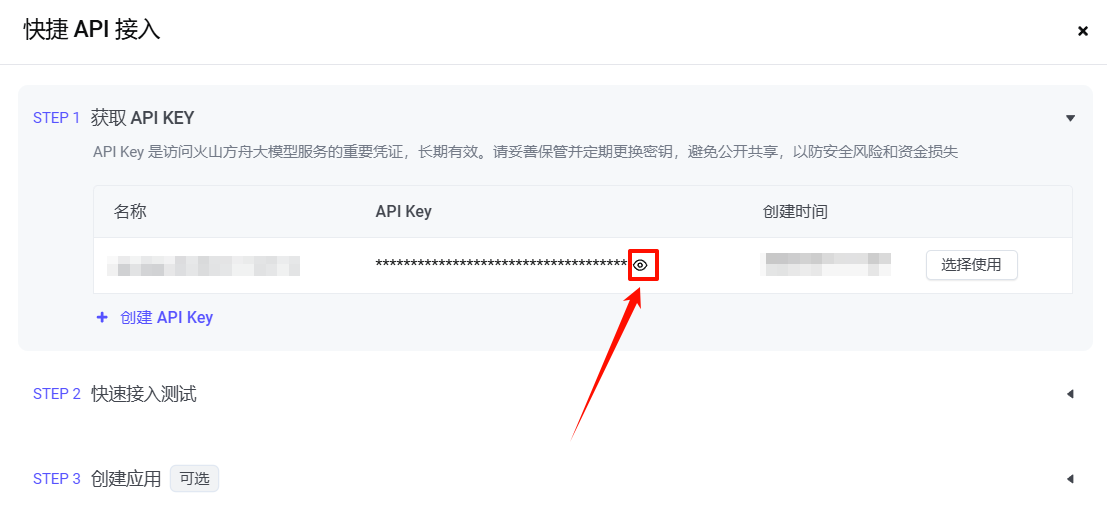 快捷 API 接入
STEP 1 获取 API KEY
API Key 是访问火山方舟大模型服务的重要凭证，长期有效。请妥善保管并定期更换密钥，避免公开共享，以防安全风险和资金损失
名称 API Key 创建时间
************************************ 选择使用
+ 创建 API Key
STEP 2 快速接入测试
STEP 3 创建应用 可选